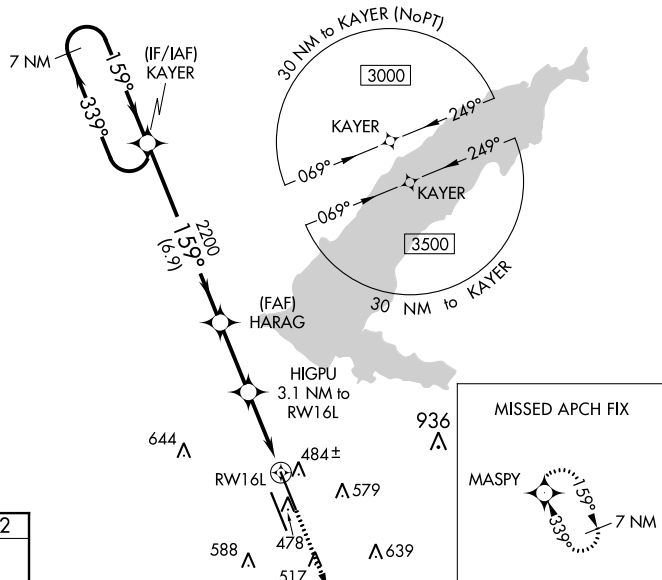 30 NM to KAYER (NoPT)
7 NM
(IF/IAF)
KAYER
159°
339°
3000
KAYER
249°
069°
249°
KAYER
069°
3500
30 NM to KAYER
2200
159°
(6.9)
(FAF)
HARAG
HIGPU
3.1 NM to
RW16L
936
MISSED APCH FIX
644
484±
RW16L
579
MASPY
159°
339°
7 NM
2
478
588
639
517